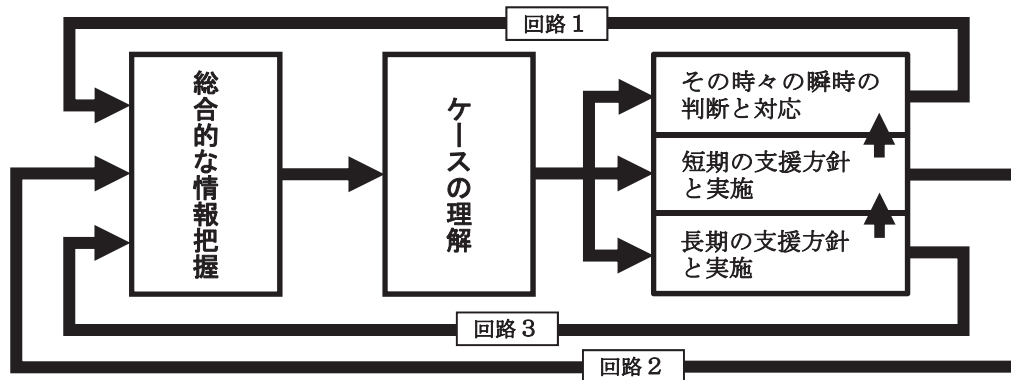 回路1
総合的な情報把握
ケースの理解
その時々の瞬時の
判断と対応
短期の支援方針
と実施
長期の支援方針
と実施
回路3
回路2